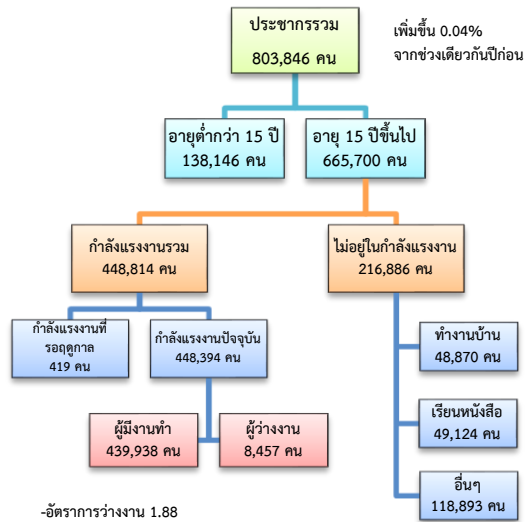 ประชากรรวม
803,846 คน
เพิ่มขึ้น 0.04%
จากช่วงเดียวกันปีก่อน
อายุต่ำกว่า 15 ปี
138,146 คน
อายุ 15 ปีขึ้นไป
665,700 คน
กำลังแรงงานรวม
448,814 คน
ไม่อยู่ในกำลังแรงงาน
216,886 คน
กำลังแรงงานที่
รอฤดูกาล
419 คน
กำลังแรงงานปัจจุบัน
448,394 คน
ทำงานบ้าน
48,870 คน
ผู้มีงานทำ
439,938 คน
ผู้ว่างงาน
8,457 คน
เรียนหนังสือ
49,124 คน
อื่นๆ
118,893 คน
-อัตราการว่างงาน 1.88